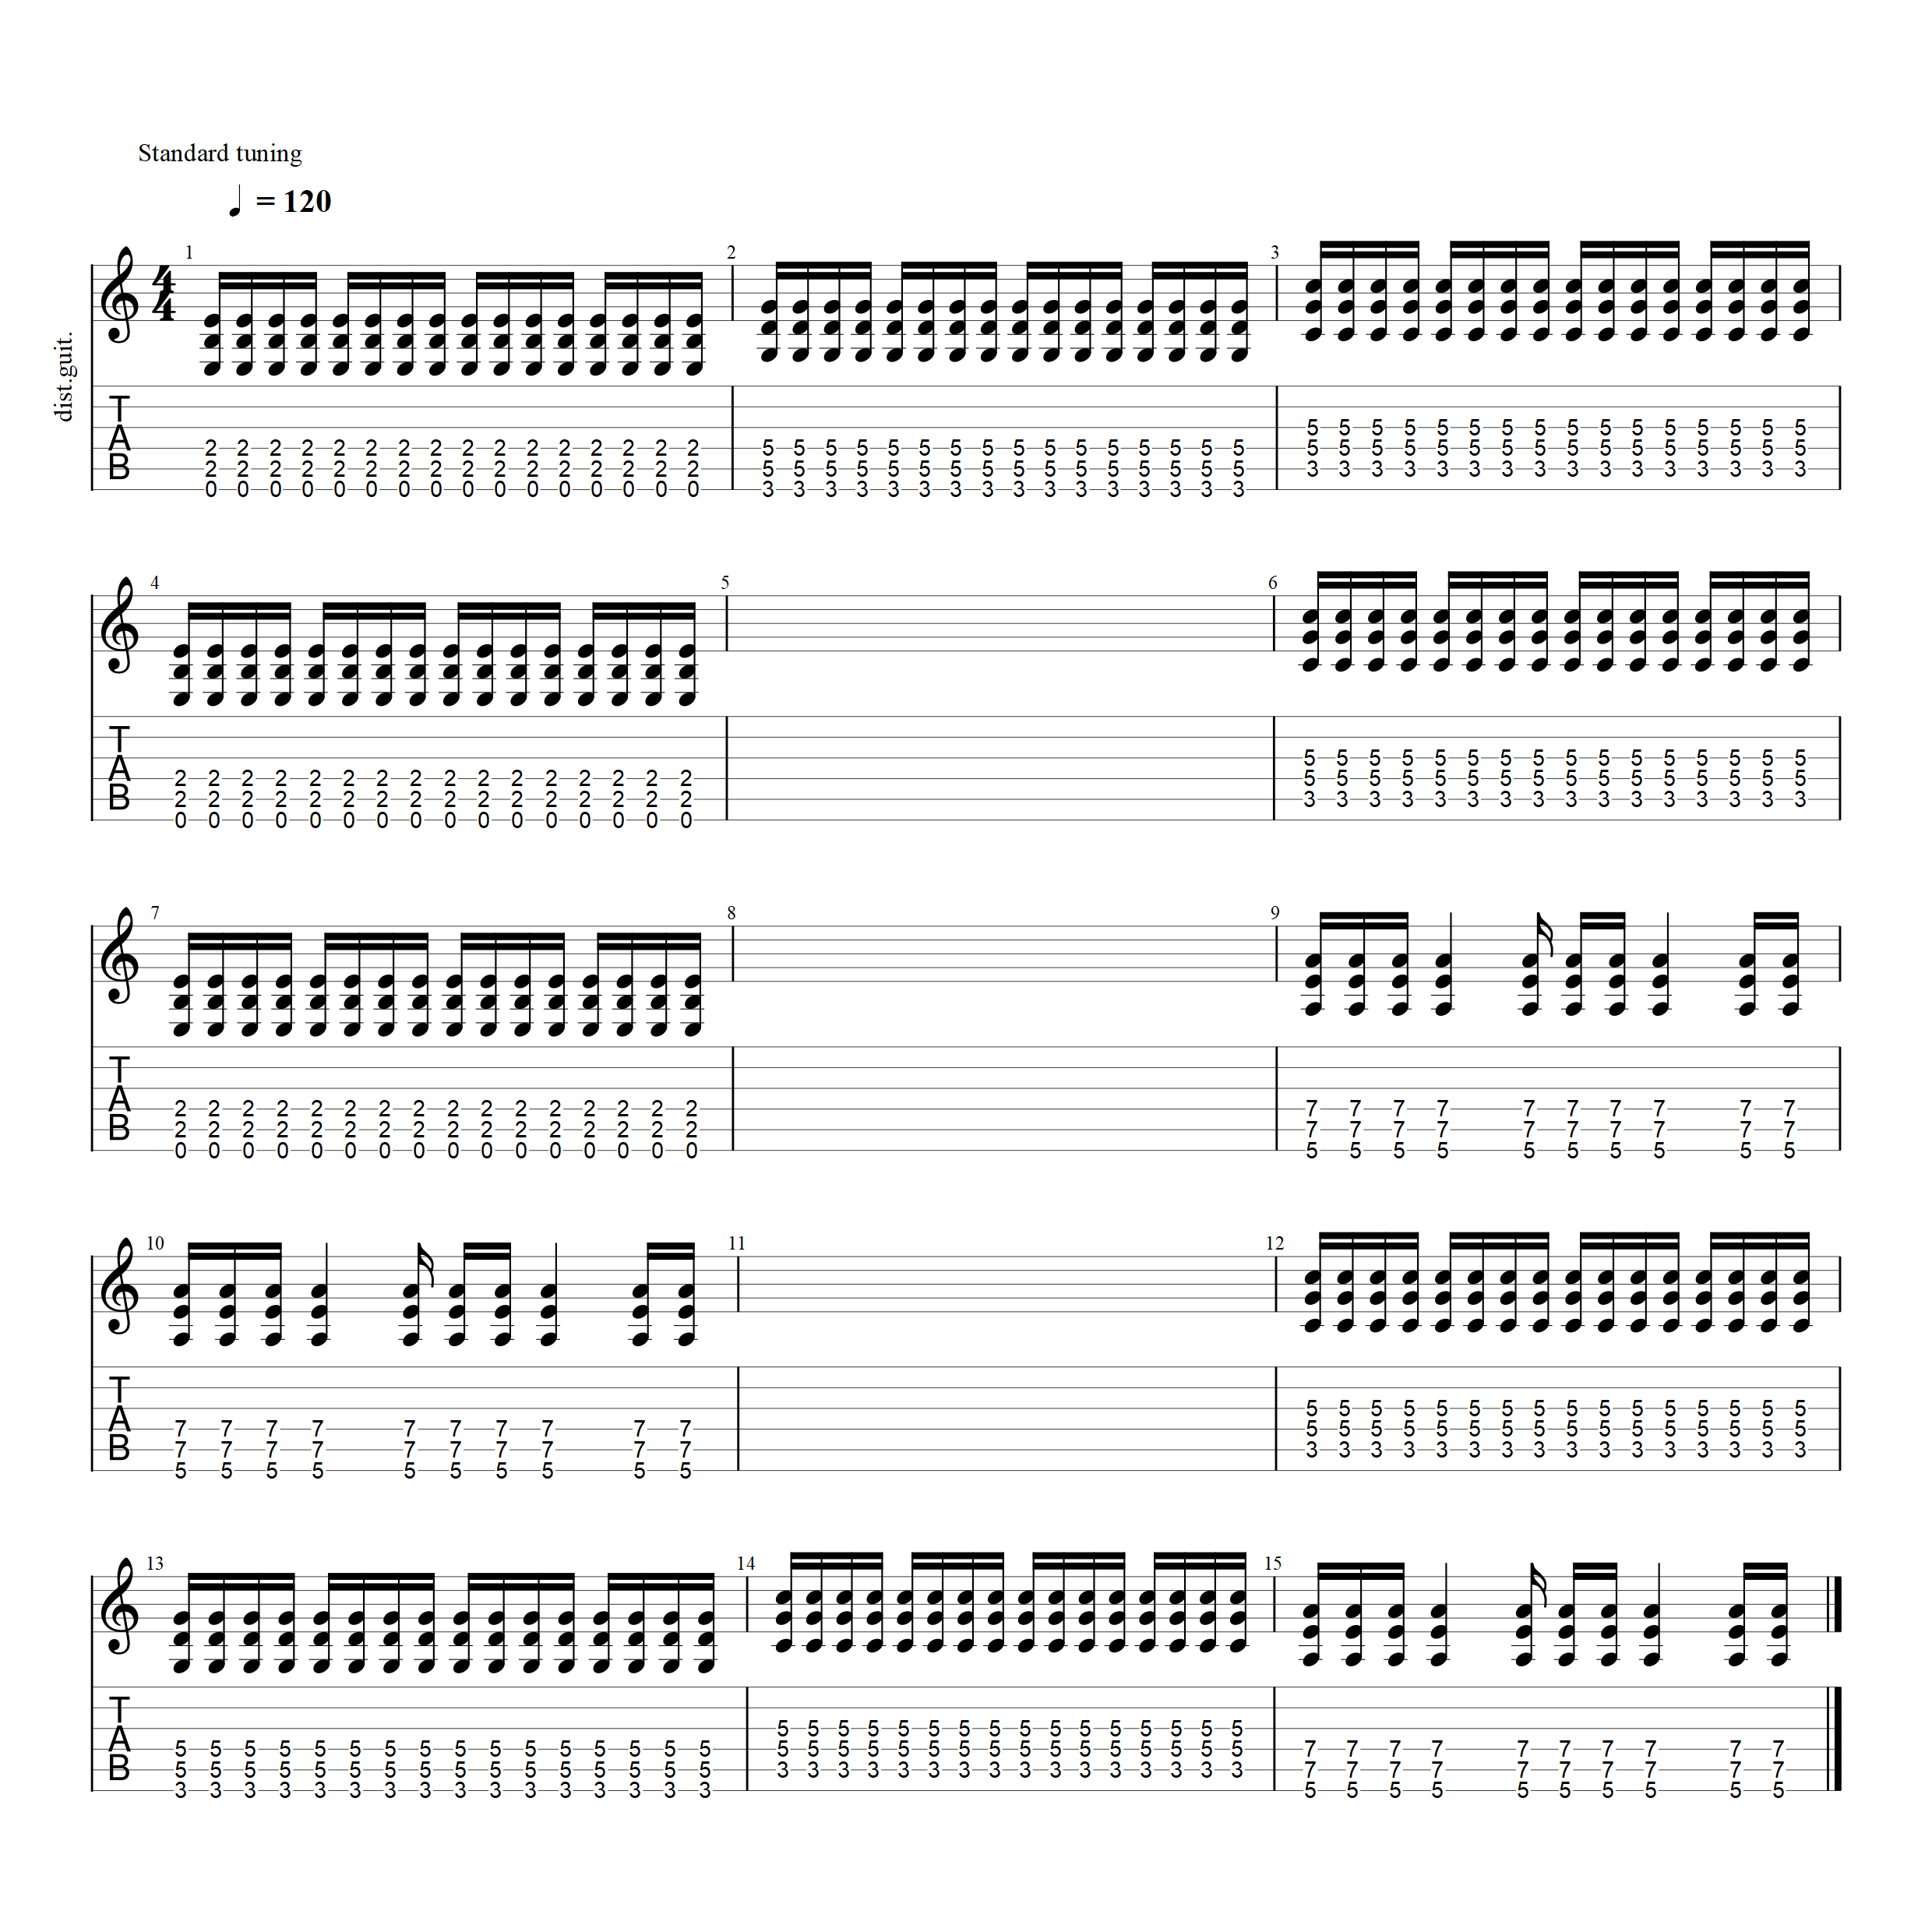 Standard tuning
= 120
dist.guit.
1 2 3
4
4
T
A
B
2 2 2 2 2 2 2 2 2 2 2 2 2 2 2 2 5 5 5 5 5 5 5 5 5 5 5 5 5 5 5 5 5 5 5 5 5 5 5 5 5 5 5 5 5 5 5 5
2 2 2 2 2 2 2 2 2 2 2 2 2 2 2 2 5 5 5 5 5 5 5 5 5 5 5 5 5 5 5 5 5 5 5 5 5 5 5 5 5 5 5 5 5 5 5 5
0 0 0 0 0 0 0 0 0 0 0 0 0 0 0 0 3 3 3 3 3 3 3 3 3 3 3 3 3 3 3 3 3 3 3 3 3 3 3 3 3 3 3 3 3 3 3 3
4 5 6
T
A
B
2 2 2 2 2 2 2 2 2 2 2 2 2 2 2 2 5 5 5 5 5 5 5 5 5 5 5 5 5 5 5 5
2 2 2 2 2 2 2 2 2 2 2 2 2 2 2 2 5 5 5 5 5 5 5 5 5 5 5 5 5 5 5 5
0 0 0 0 0 0 0 0 0 0 0 0 0 0 0 0 3 3 3 3 3 3 3 3 3 3 3 3 3 3 3 3
7 8 9
T
A
B
2 2 2 2 2 2 2 2 2 2 2 2 2 2 2 2 7 7 7 7 7 7 7 7 7 7
2 2 2 2 2 2 2 2 2 2 2 2 2 2 2 2 7 7 7 7 7 7 7 7 7 7
0 0 0 0 0 0 0 0 0 0 0 0 0 0 0 0 5 5 5 5 5 5 5 5 5 5
10 11 12
T
A
B
7 7 7 7 7 7 7 7 7 7 5 5 5 5 5 5 5 5 5 5 5 5 5 5 5 5
7 7 7 7 7 7 7 7 7 7 5 5 5 5 5 5 5 5 5 5 5 5 5 5 5 5
5 5 5 5 5 5 5 5 5 5 3 3 3 3 3 3 3 3 3 3 3 3 3 3 3 3
13 14 15
T
A
B
5 5 5 5 5 5 5 5 5 5 5 5 5 5 5 5 5 5 5 5 5 5 5 5 5 5 5 5 5 5 5 5 7 7 7 7 7 7 7 7 7 7
5 5 5 5 5 5 5 5 5 5 5 5 5 5 5 5 5 5 5 5 5 5 5 5 5 5 5 5 5 5 5 5 7 7 7 7 7 7 7 7 7 7
3 3 3 3 3 3 3 3 3 3 3 3 3 3 3 3 3 3 3 3 3 3 3 3 3 3 3 3 3 3 3 3 5 5 5 5 5 5 5 5 5 5